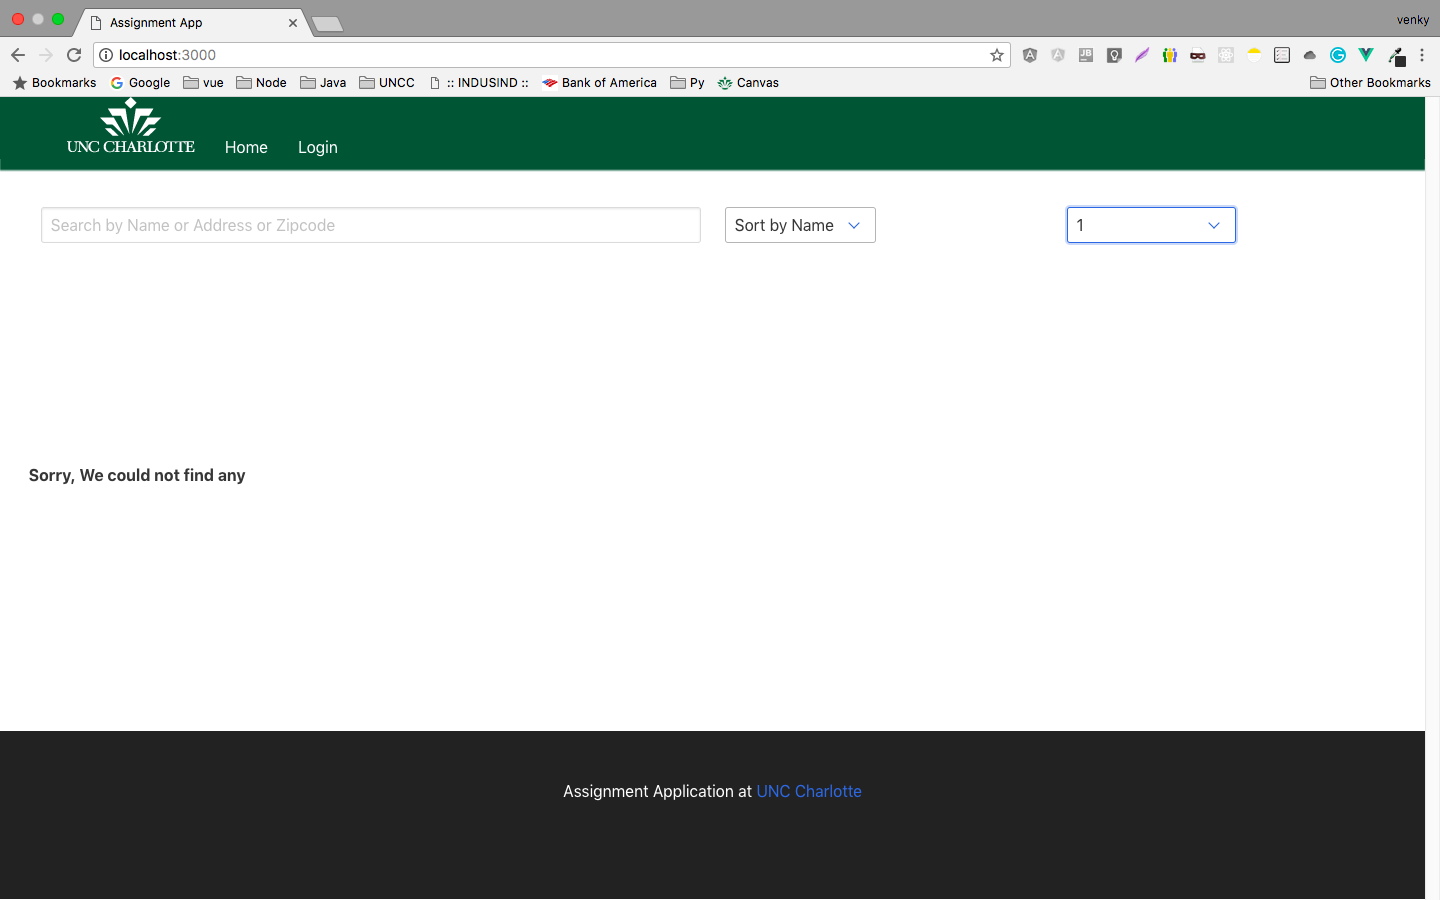 Assignment App
venky
localhost:3000
Bookmarks Google vue Node Java UNCC :: INDUSIND :: Bank of America Py Canvas Other Bookmarks
UNC CHARLOTTE Home Login
Search by Name or Address or Zipcode Sort by Name 1
Sorry, We could not find any
Assignment Application at UNC Charlotte